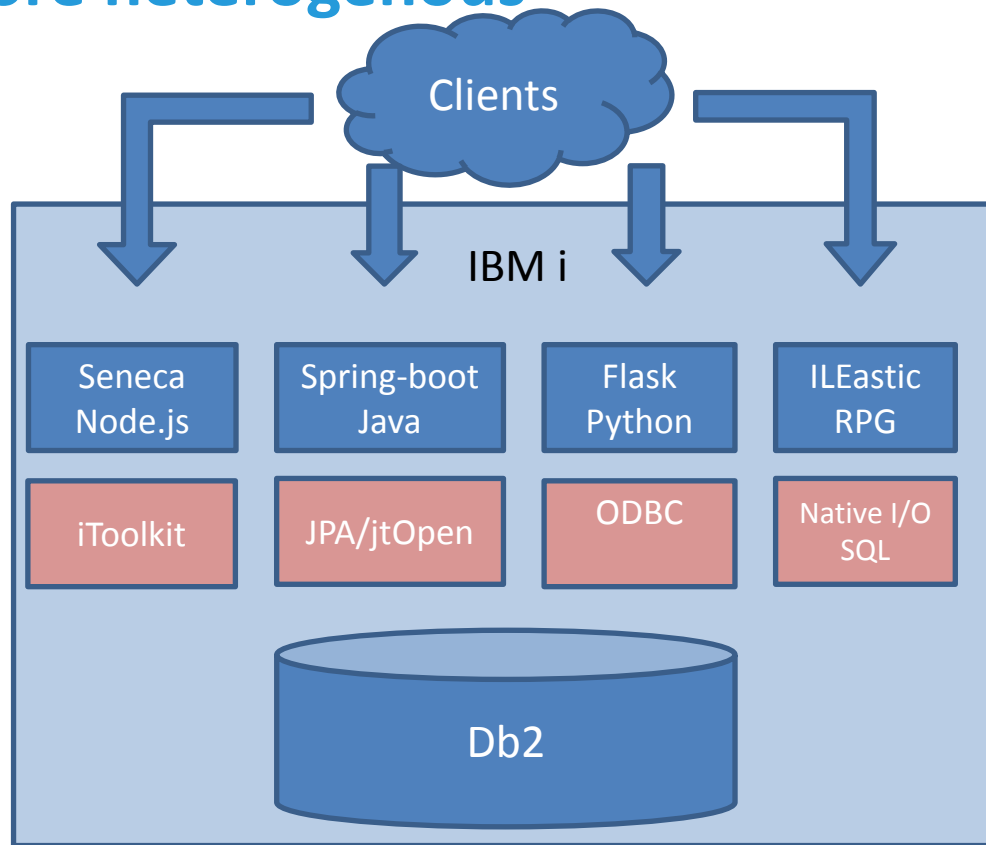 heterogenous
Clients
IBM i
Seneca
Node.js
Spring-boot
Java
Flask
Python
ILEastic
RPG
iToolkit
JPA/jtOpen
ODBC
Native I/O
SQL
Db2